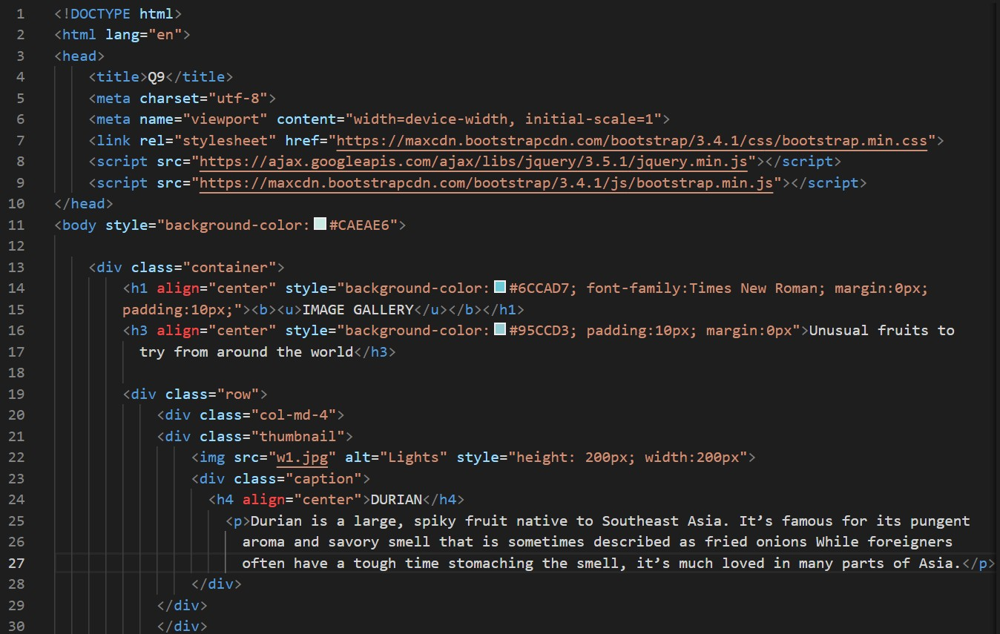 1 <!DOCTYPE html>
2 <html lang="en">
3 <head>
4 <title>Q9</title>
5 <meta charset="utf-8">
6 <meta name="viewport" content="width=device-width, initial-scale=1">
7 <link rel="stylesheet" href="https://maxcdn.bootstrapcdn.com/bootstrap/3.4.1/css/bootstrap.min.css">
8 <script src="https://ajax.googleapis.com/ajax/libs/jquery/3.5.1/jquery.min.js"></script>
9 <script src="https://maxcdn.bootstrapcdn.com/bootstrap/3.4.1/js/bootstrap.min.js"></script>
10 </head>
11 <body style="background-color: #CAEAE6">
12
13 <div class="container">
14 <h1 align="center" style="background-color: #6CCAD7; font-family:Times New Roman; margin:0px;
15 padding:10px;"><b><u>IMAGE GALLERY</u></b></h1>
16 <h3 align="center" style="background-color: #95CCD3; padding:10px; margin:0px">Unusual fruits to
17 try from around the world</h3>
18
19 <div class="row">
20 <div class="col-md-4">
21 <div class="thumbnail">
22 <img src="w1.jpg" alt="Lights" style="height: 200px; width:200px">
23 <div class="caption">
24 <h4 align="center">DURIAN</h4>
25 <p>Durian is a large, spiky fruit native to Southeast Asia. It’s famous for its pungent
26 aroma and savory smell that is sometimes described as fried onions While foreigners
27 often have a tough time stomaching the smell, it’s much loved in many parts of Asia.</p>
28 </div>
29 </div>
30 </div>